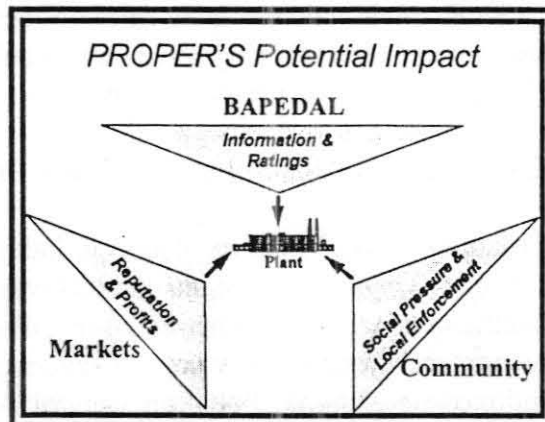 PROPER'S Potential Impact
BAPEDAL
Information &
Ratings
Plant
Reputation
& Profits
Markets
Social Pressure &
Local Enforcement
Community